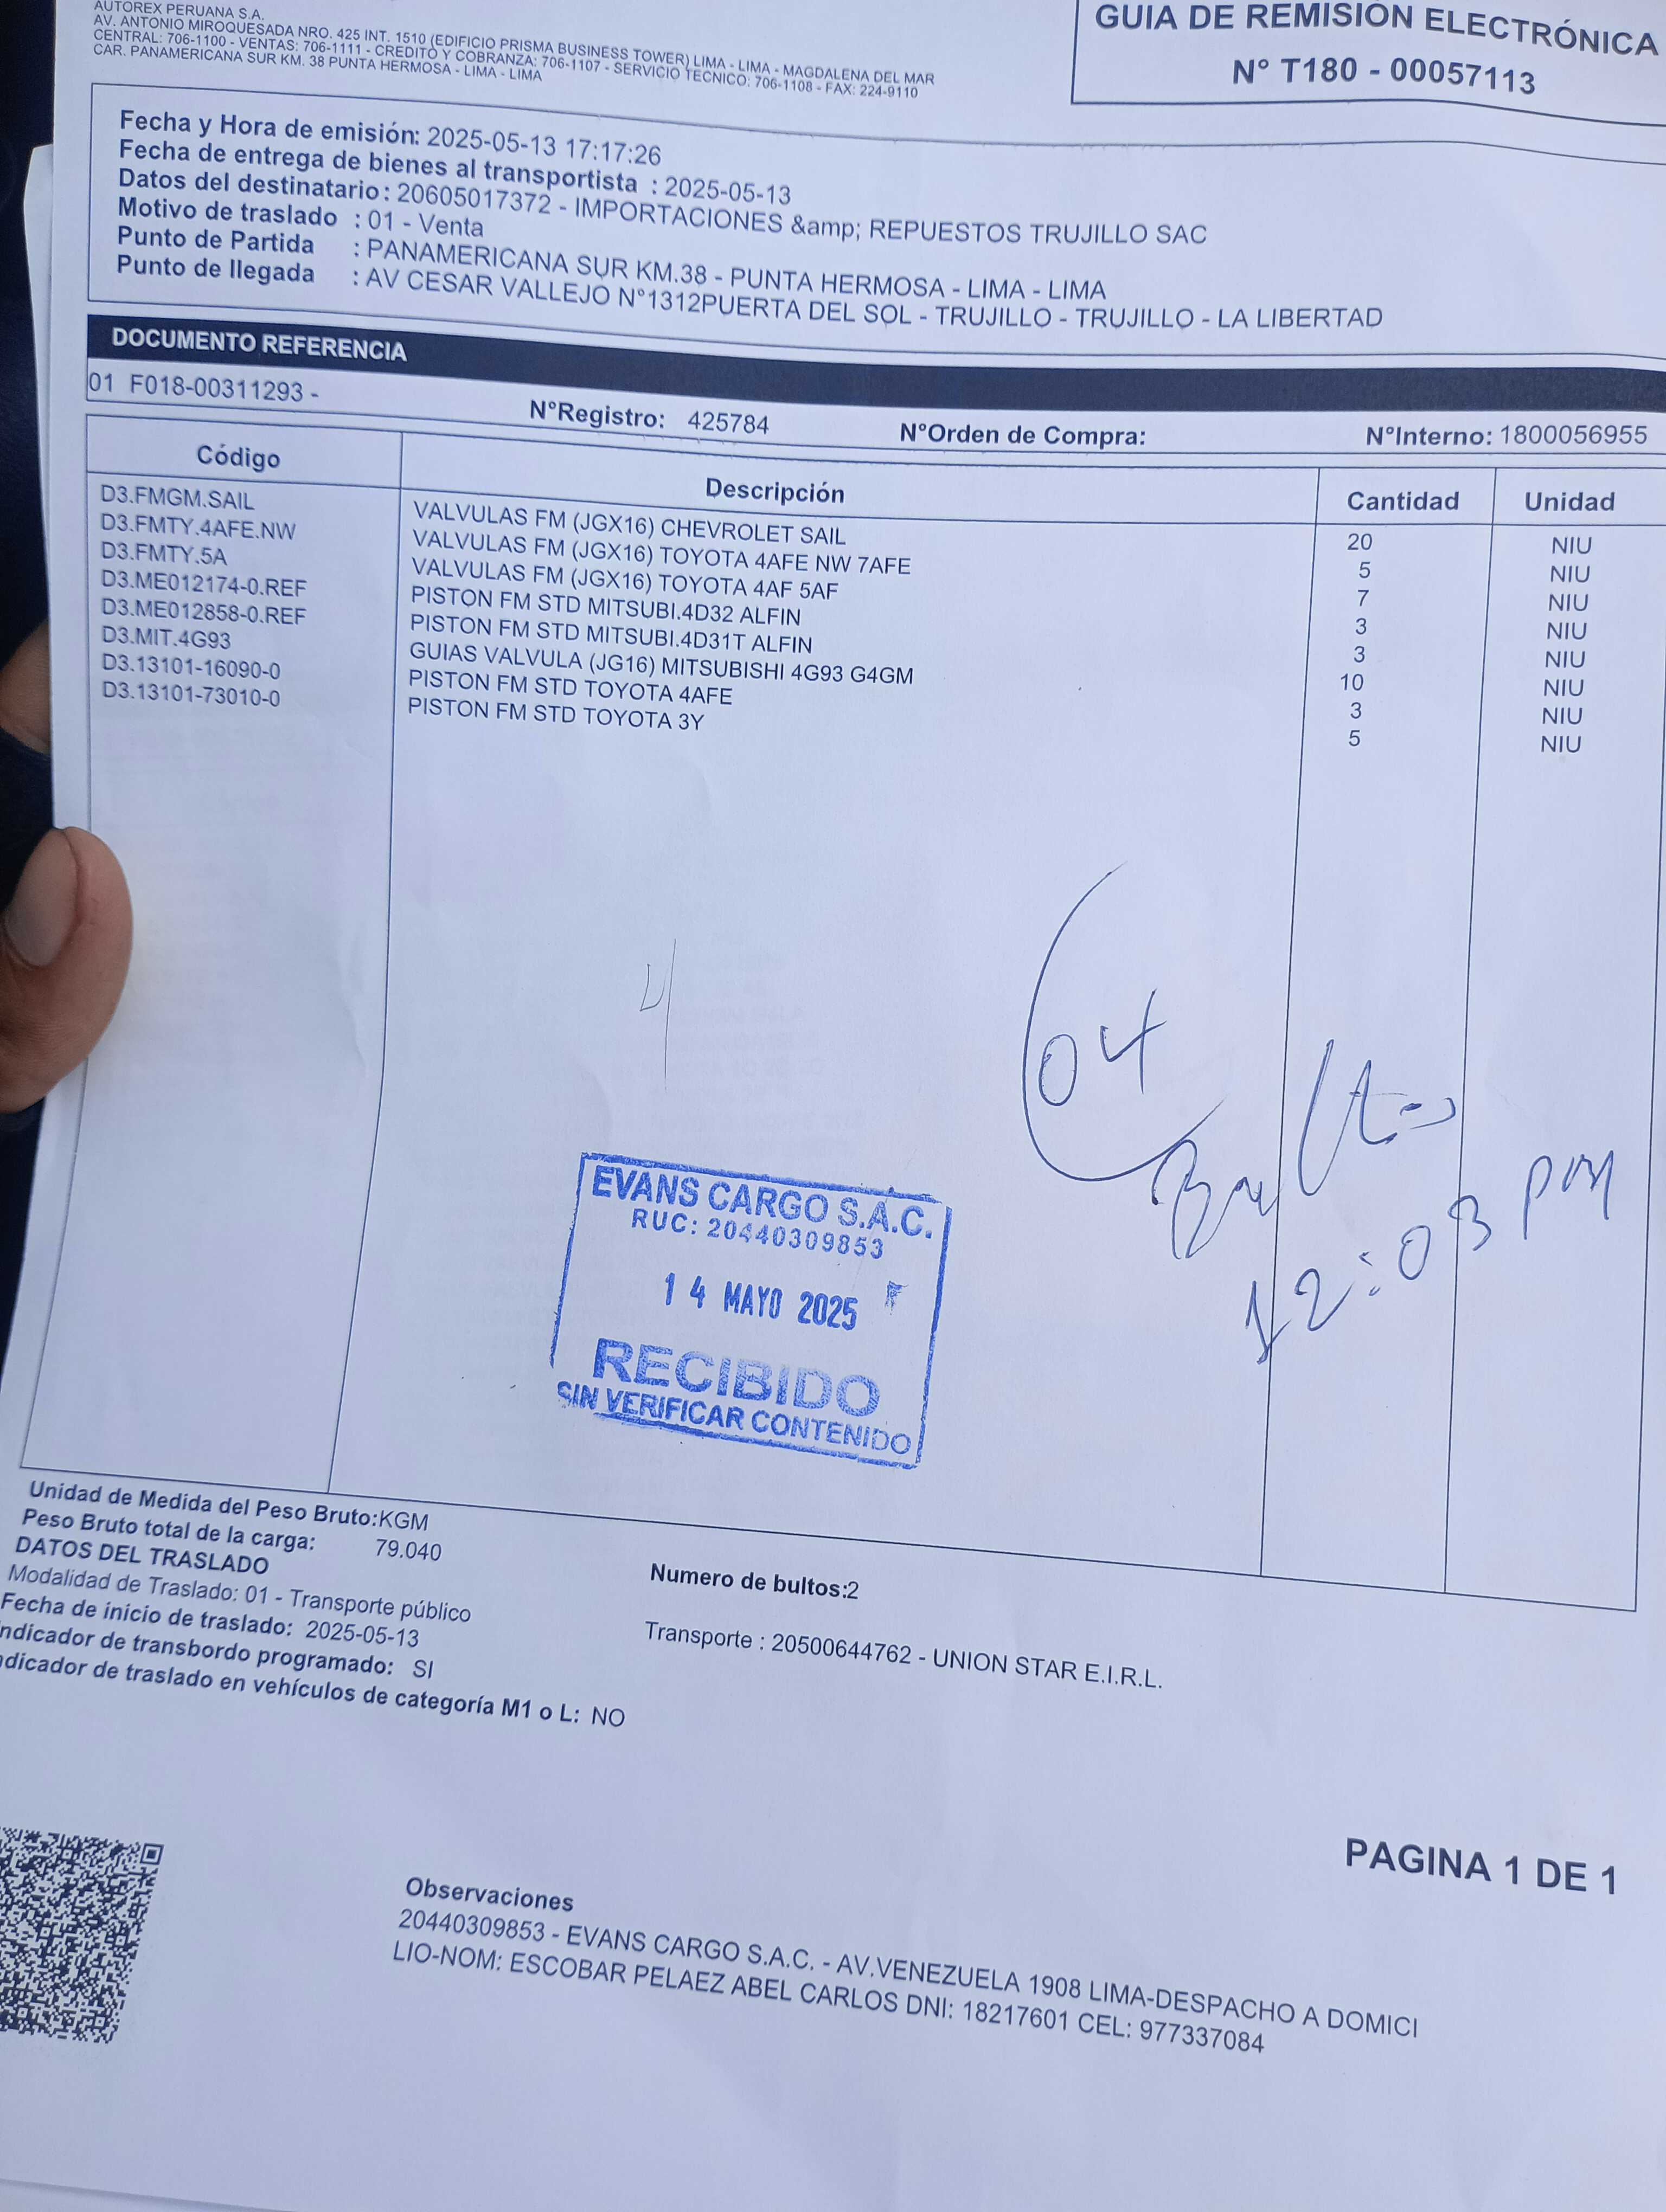 AUTOREX PERUANA S.A.
AV. ANTONIO MIROQUESADA NRO. 425 INT. 1510 (EDIFICIO PRISMA BUSINESS TOWER) LIMA - LIMA - MAGDALENA DEL MAR
CENTRAL: 706-1100 - VENTAS: 706-1111 - CREDITO Y COBRANZA: 706-1107 - SERVICIO TECNICO: 706-1108 - FAX: 224-9110
CAR. PANAMERICANA SUR KM. 38 PUNTA HERMOSA - LIMA - LIMA
GUIA DE REMISIÓN ELECTRÓNICA
N° T180 - 00057113
Fecha y Hora de emisión: 2025-05-13 17:17:26
Fecha de entrega de bienes al transportista : 2025-05-13
Datos del destinatario: 20605017372 - IMPORTACIONES &amp; REPUESTOS TRUJILLO SAC
Motivo de traslado : 01 - Venta
Punto de Partida : PANAMERICANA SUR KM.38 - PUNTA HERMOSA - LIMA - LIMA
Punto de llegada : AV CESAR VALLEJO N°1312PUERTA DEL SOL - TRUJILLO - TRUJILLO - LA LIBERTAD
DOCUMENTO REFERENCIA
01 F018-00311293 -
N°Registro: 425784 N°Orden de Compra: N°Interno: 1800056955
Código Descripción Cantidad Unidad
D3.FMGM.SAIL VALVULAS FM (JGX16) CHEVROLET SAIL 20 NIU
D3.FMTY.4AFE.NW VALVULAS FM (JGX16) TOYOTA 4AFE NW 7AFE 5 NIU
D3.FMTY.5A VALVULAS FM (JGX16) TOYOTA 4AF 5AF 7 NIU
D3.ME012174-0.REF PISTON FM STD MITSUBI.4D32 ALFIN 3 NIU
D3.ME012858-0.REF PISTON FM STD MITSUBI.4D31T ALFIN 3 NIU
D3.MIT.4G93 GUIAS VALVULA (JG16) MITSUBISHI 4G93 G4GM 10 NIU
D3.13101-16090-0 PISTON FM STD TOYOTA 4AFE 3 NIU
D3.13101-73010-0 PISTON FM STD TOYOTA 3Y 5 NIU
4
04
Bultos
12:03 PM
EVANS CARGO S.A.C.
RUC: 20440309853
14 MAYO 2025
RECIBIDO
SIN VERIFICAR CONTENIDO
Unidad de Medida del Peso Bruto:KGM
Peso Bruto total de la carga: 79.040
Numero de bultos:2
DATOS DEL TRASLADO
Modalidad de Traslado: 01 - Transporte público
Fecha de inicio de traslado: 2025-05-13
Transporte : 20500644762 - UNION STAR E.I.R.L.
ndicador de transbordo programado: SI
ndicador de traslado en vehículos de categoría M1 o L: NO
PAGINA 1 DE 1
Observaciones
20440309853 - EVANS CARGO S.A.C. - AV.VENEZUELA 1908 LIMA-DESPACHO A DOMICI
LIO-NOM: ESCOBAR PELAEZ ABEL CARLOS DNI: 18217601 CEL: 977337084